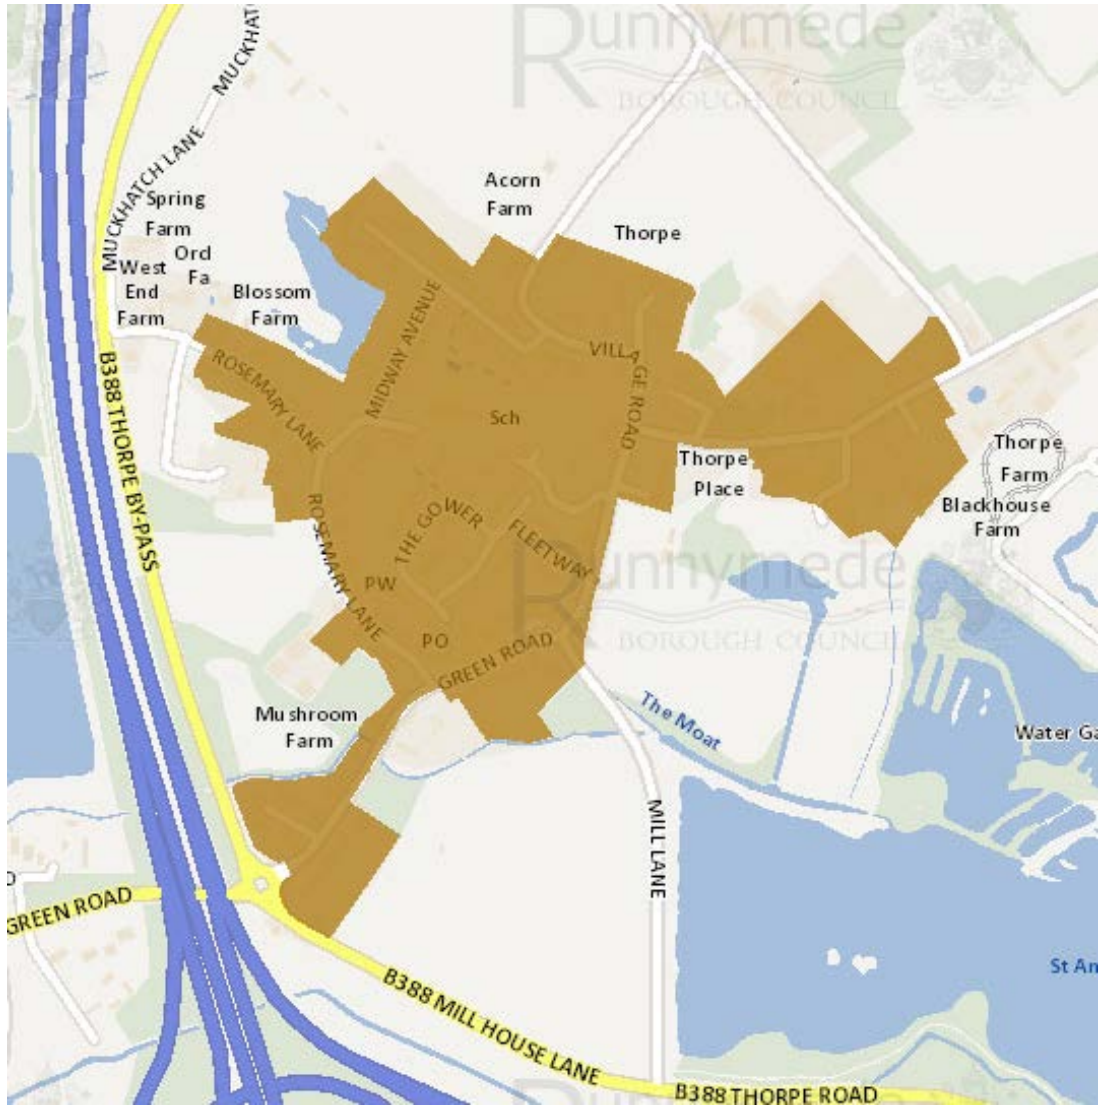 Runnymede
BOROUGH COUNCIL
MUCKHAT
MUCKHATCH LANE
Spring
Farm
Ord
Fa
West
End
Farm
Blossom
Farm
Acorn
Farm
Thorpe
MIDWAY AVENUE
VILLAGE ROAD
ROSEMARY LANE
Sch
B388 THORPE BY-PASS
Thorpe
Place
Thorpe
Farm
Blackhouse
Farm
THE GOWER
FLEETWAY
ROSEMARY LANE
PW
PO
GREEN ROAD
Runnymede
BOROUGH COUNCIL
Mushroom
Farm
The Moat
Water Ga
MILL LANE
GREEN ROAD
St An
B388 MILL HOUSE LANE
B388 THORPE ROAD